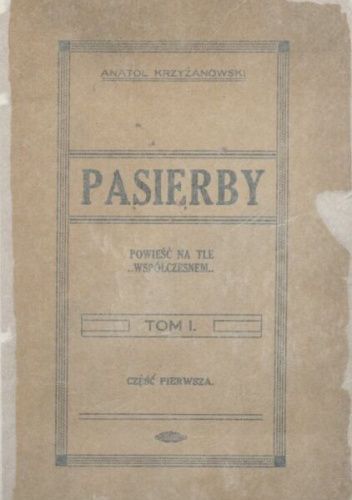 ANATOL KRZYŻANOWSKI
PASIERBY
POWIEŚĆ NA TLE
..WSPÓŁCZESNEM..
TOM I.
CZĘŚĆ PIERWSZA.